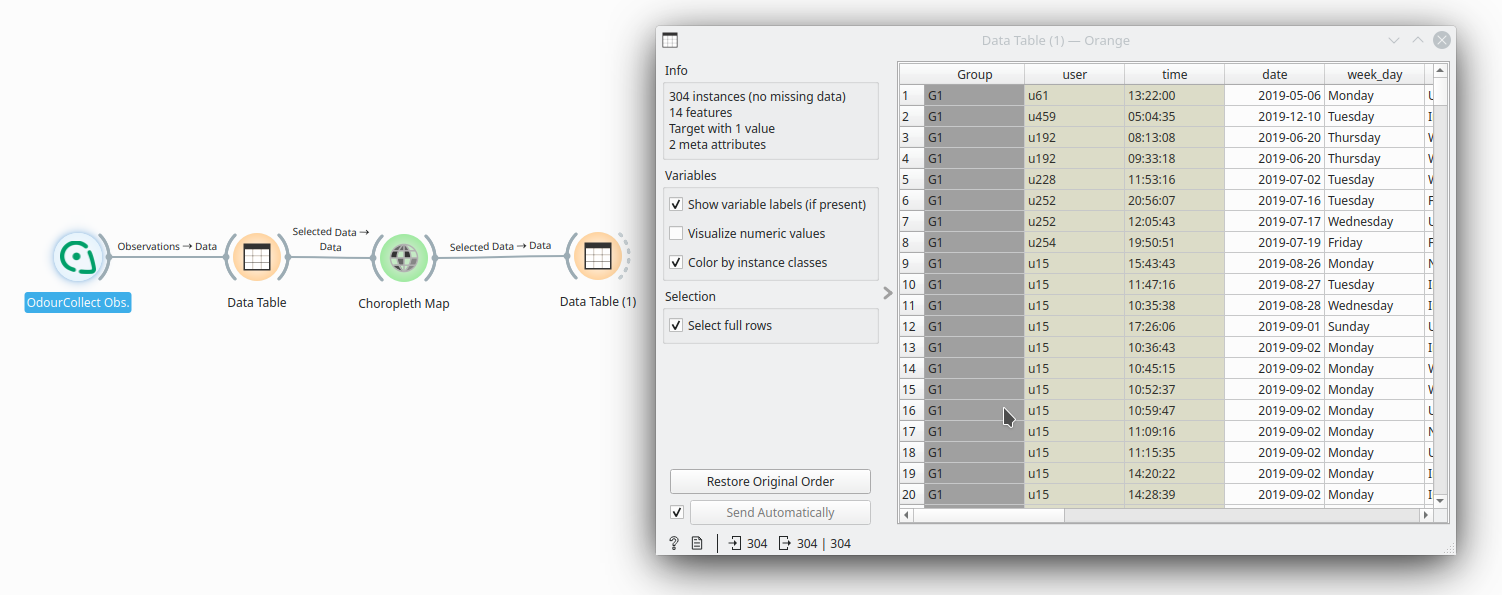 Observations → Data
Selected Data →
Data
Selected Data → Data
OdourCollect Obs.
Data Table
Choropleth Map
Data Table (1)
Data Table (1) — Orange
Info
304 instances (no missing data)
14 features
Target with 1 value
2 meta attributes
Variables
Show variable labels (if present)
Visualize numeric values
Color by instance classes
Selection
Select full rows
Restore Original Order
Send Automatically
? 304 304 | 304
Group user time date week_day
1 G1 u61 13:22:00 2019-05-06 Monday
2 G1 u459 05:04:35 2019-12-10 Tuesday
3 G1 u192 08:13:08 2019-06-20 Thursday
4 G1 u192 09:33:18 2019-06-20 Thursday
5 G1 u228 11:53:16 2019-07-02 Tuesday
6 G1 u252 20:56:07 2019-07-16 Tuesday
7 G1 u252 12:05:43 2019-07-17 Wednesday
8 G1 u254 19:50:51 2019-07-19 Friday
9 G1 u15 15:43:43 2019-08-26 Monday
10 G1 u15 11:47:16 2019-08-27 Tuesday
11 G1 u15 10:35:38 2019-08-28 Wednesday
12 G1 u15 17:26:06 2019-09-01 Sunday
13 G1 u15 10:36:43 2019-09-02 Monday
14 G1 u15 10:45:15 2019-09-02 Monday
15 G1 u15 10:52:37 2019-09-02 Monday
16 G1 u15 10:59:47 2019-09-02 Monday
17 G1 u15 11:09:16 2019-09-02 Monday
18 G1 u15 11:15:35 2019-09-02 Monday
19 G1 u15 14:20:22 2019-09-02 Monday
20 G1 u15 14:28:39 2019-09-02 Monday